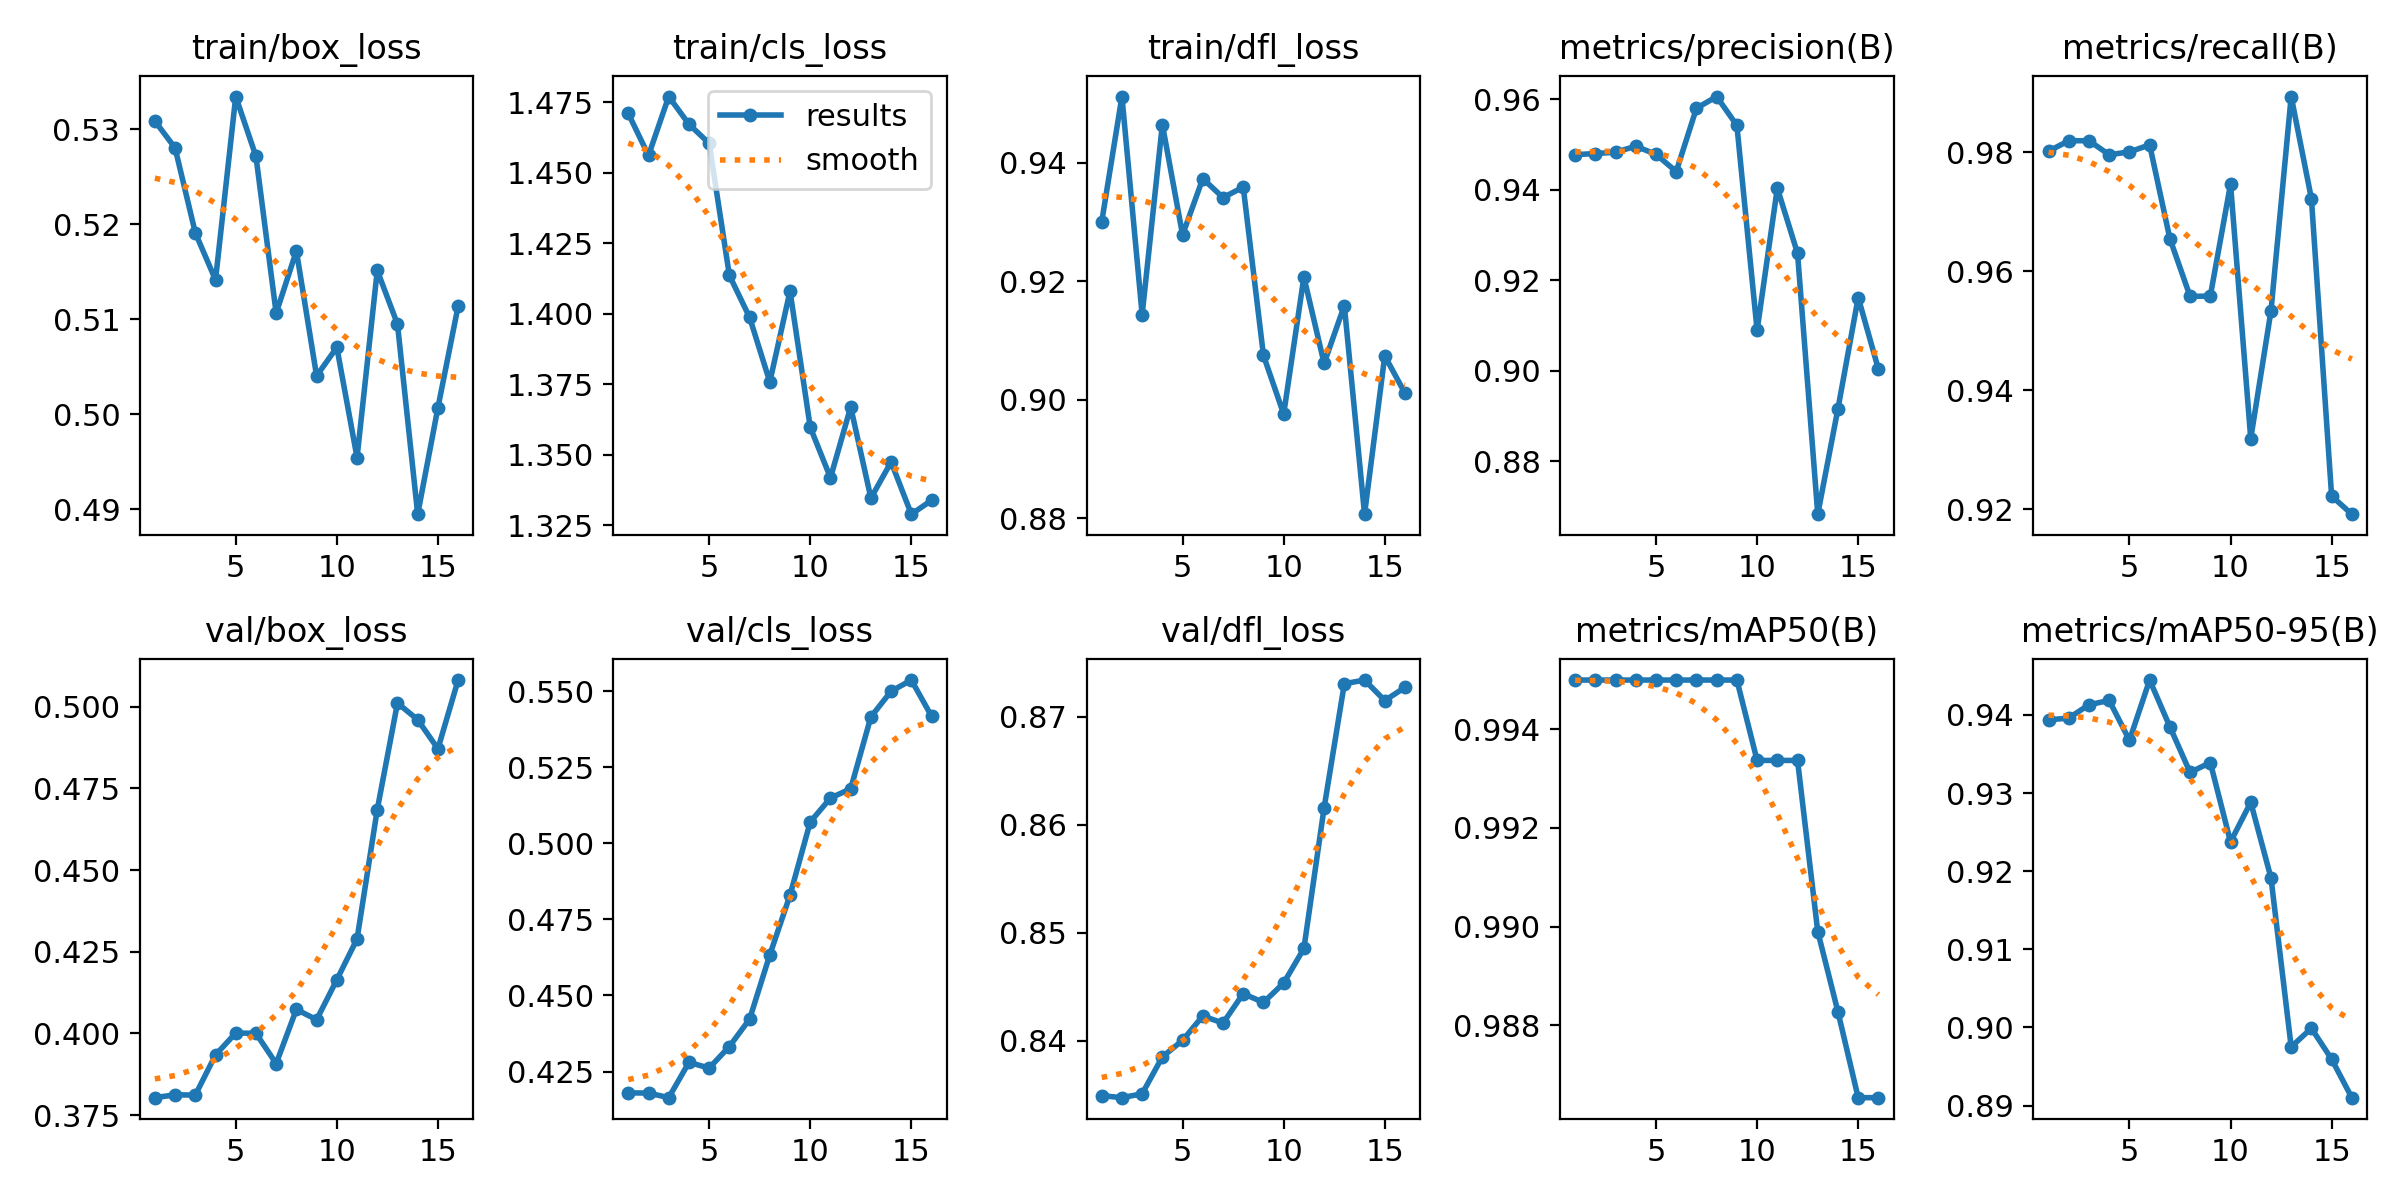 train/box_loss
0.53
0.52
0.51
0.50
0.49
5 10 15
train/cls_loss
results
smooth
1.475
1.450
1.425
1.400
1.375
1.350
1.325
5 10 15
train/dfl_loss
0.94
0.92
0.90
0.88
5 10 15
metrics/precision(B)
0.96
0.94
0.92
0.90
0.88
5 10 15
metrics/recall(B)
0.98
0.96
0.94
0.92
5 10 15
val/box_loss
0.500
0.475
0.450
0.425
0.400
0.375
5 10 15
val/cls_loss
0.550
0.525
0.500
0.475
0.450
0.425
5 10 15
val/dfl_loss
0.87
0.86
0.85
0.84
5 10 15
metrics/mAP50(B)
0.994
0.992
0.990
0.988
5 10 15
metrics/mAP50-95(B)
0.94
0.93
0.92
0.91
0.90
0.89
5 10 15